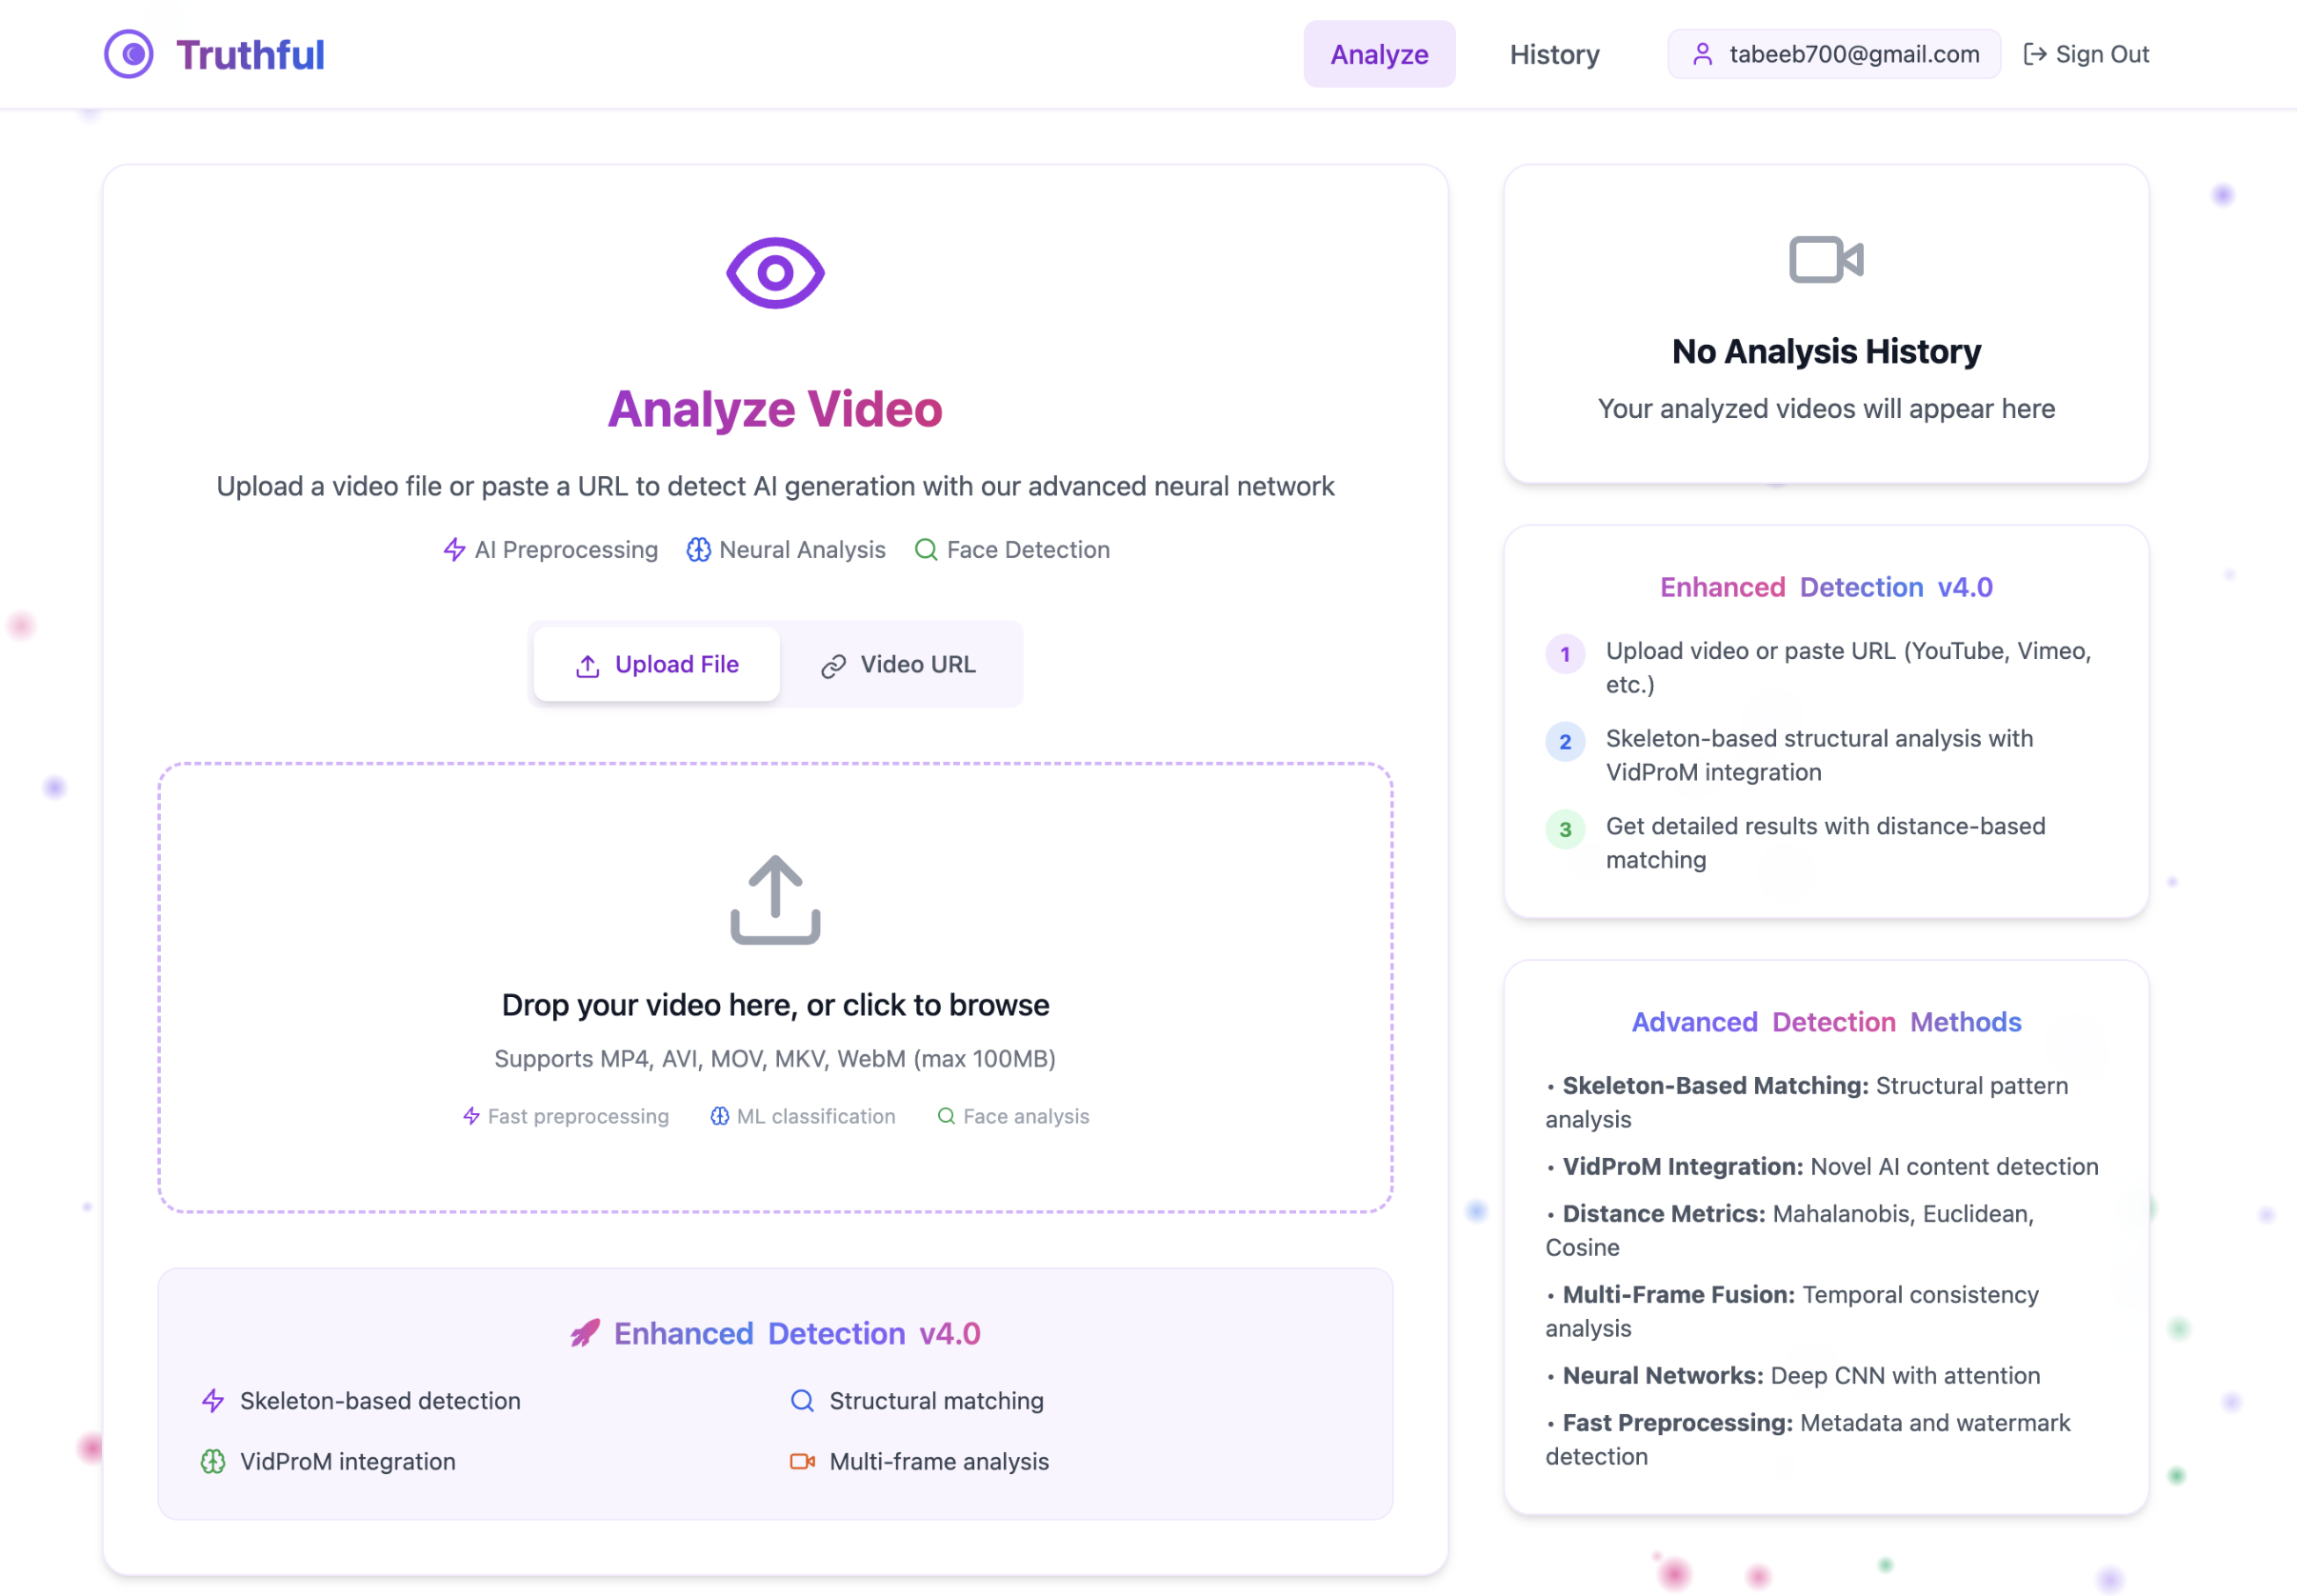 Truthful
Analyze
History
tabeeb700@gmail.com
Sign Out
Analyze Video
Upload a video file or paste a URL to detect AI generation with our advanced neural network
AI Preprocessing
Neural Analysis
Face Detection
Upload File
Video URL
Drop your video here, or click to browse
Supports MP4, AVI, MOV, MKV, WebM (max 100MB)
Fast preprocessing
ML classification
Face analysis
Enhanced Detection v4.0
Skeleton-based detection
Structural matching
VidProM integration
Multi-frame analysis
No Analysis History
Your analyzed videos will appear here
Enhanced Detection v4.0
1
Upload video or paste URL (YouTube, Vimeo,
etc.)
2
Skeleton-based structural analysis with
VidProM integration
3
Get detailed results with distance-based
matching
Advanced Detection Methods
• Skeleton-Based Matching: Structural pattern
analysis
• VidProM Integration: Novel AI content detection
• Distance Metrics: Mahalanobis, Euclidean,
Cosine
• Multi-Frame Fusion: Temporal consistency
analysis
• Neural Networks: Deep CNN with attention
• Fast Preprocessing: Metadata and watermark
detection